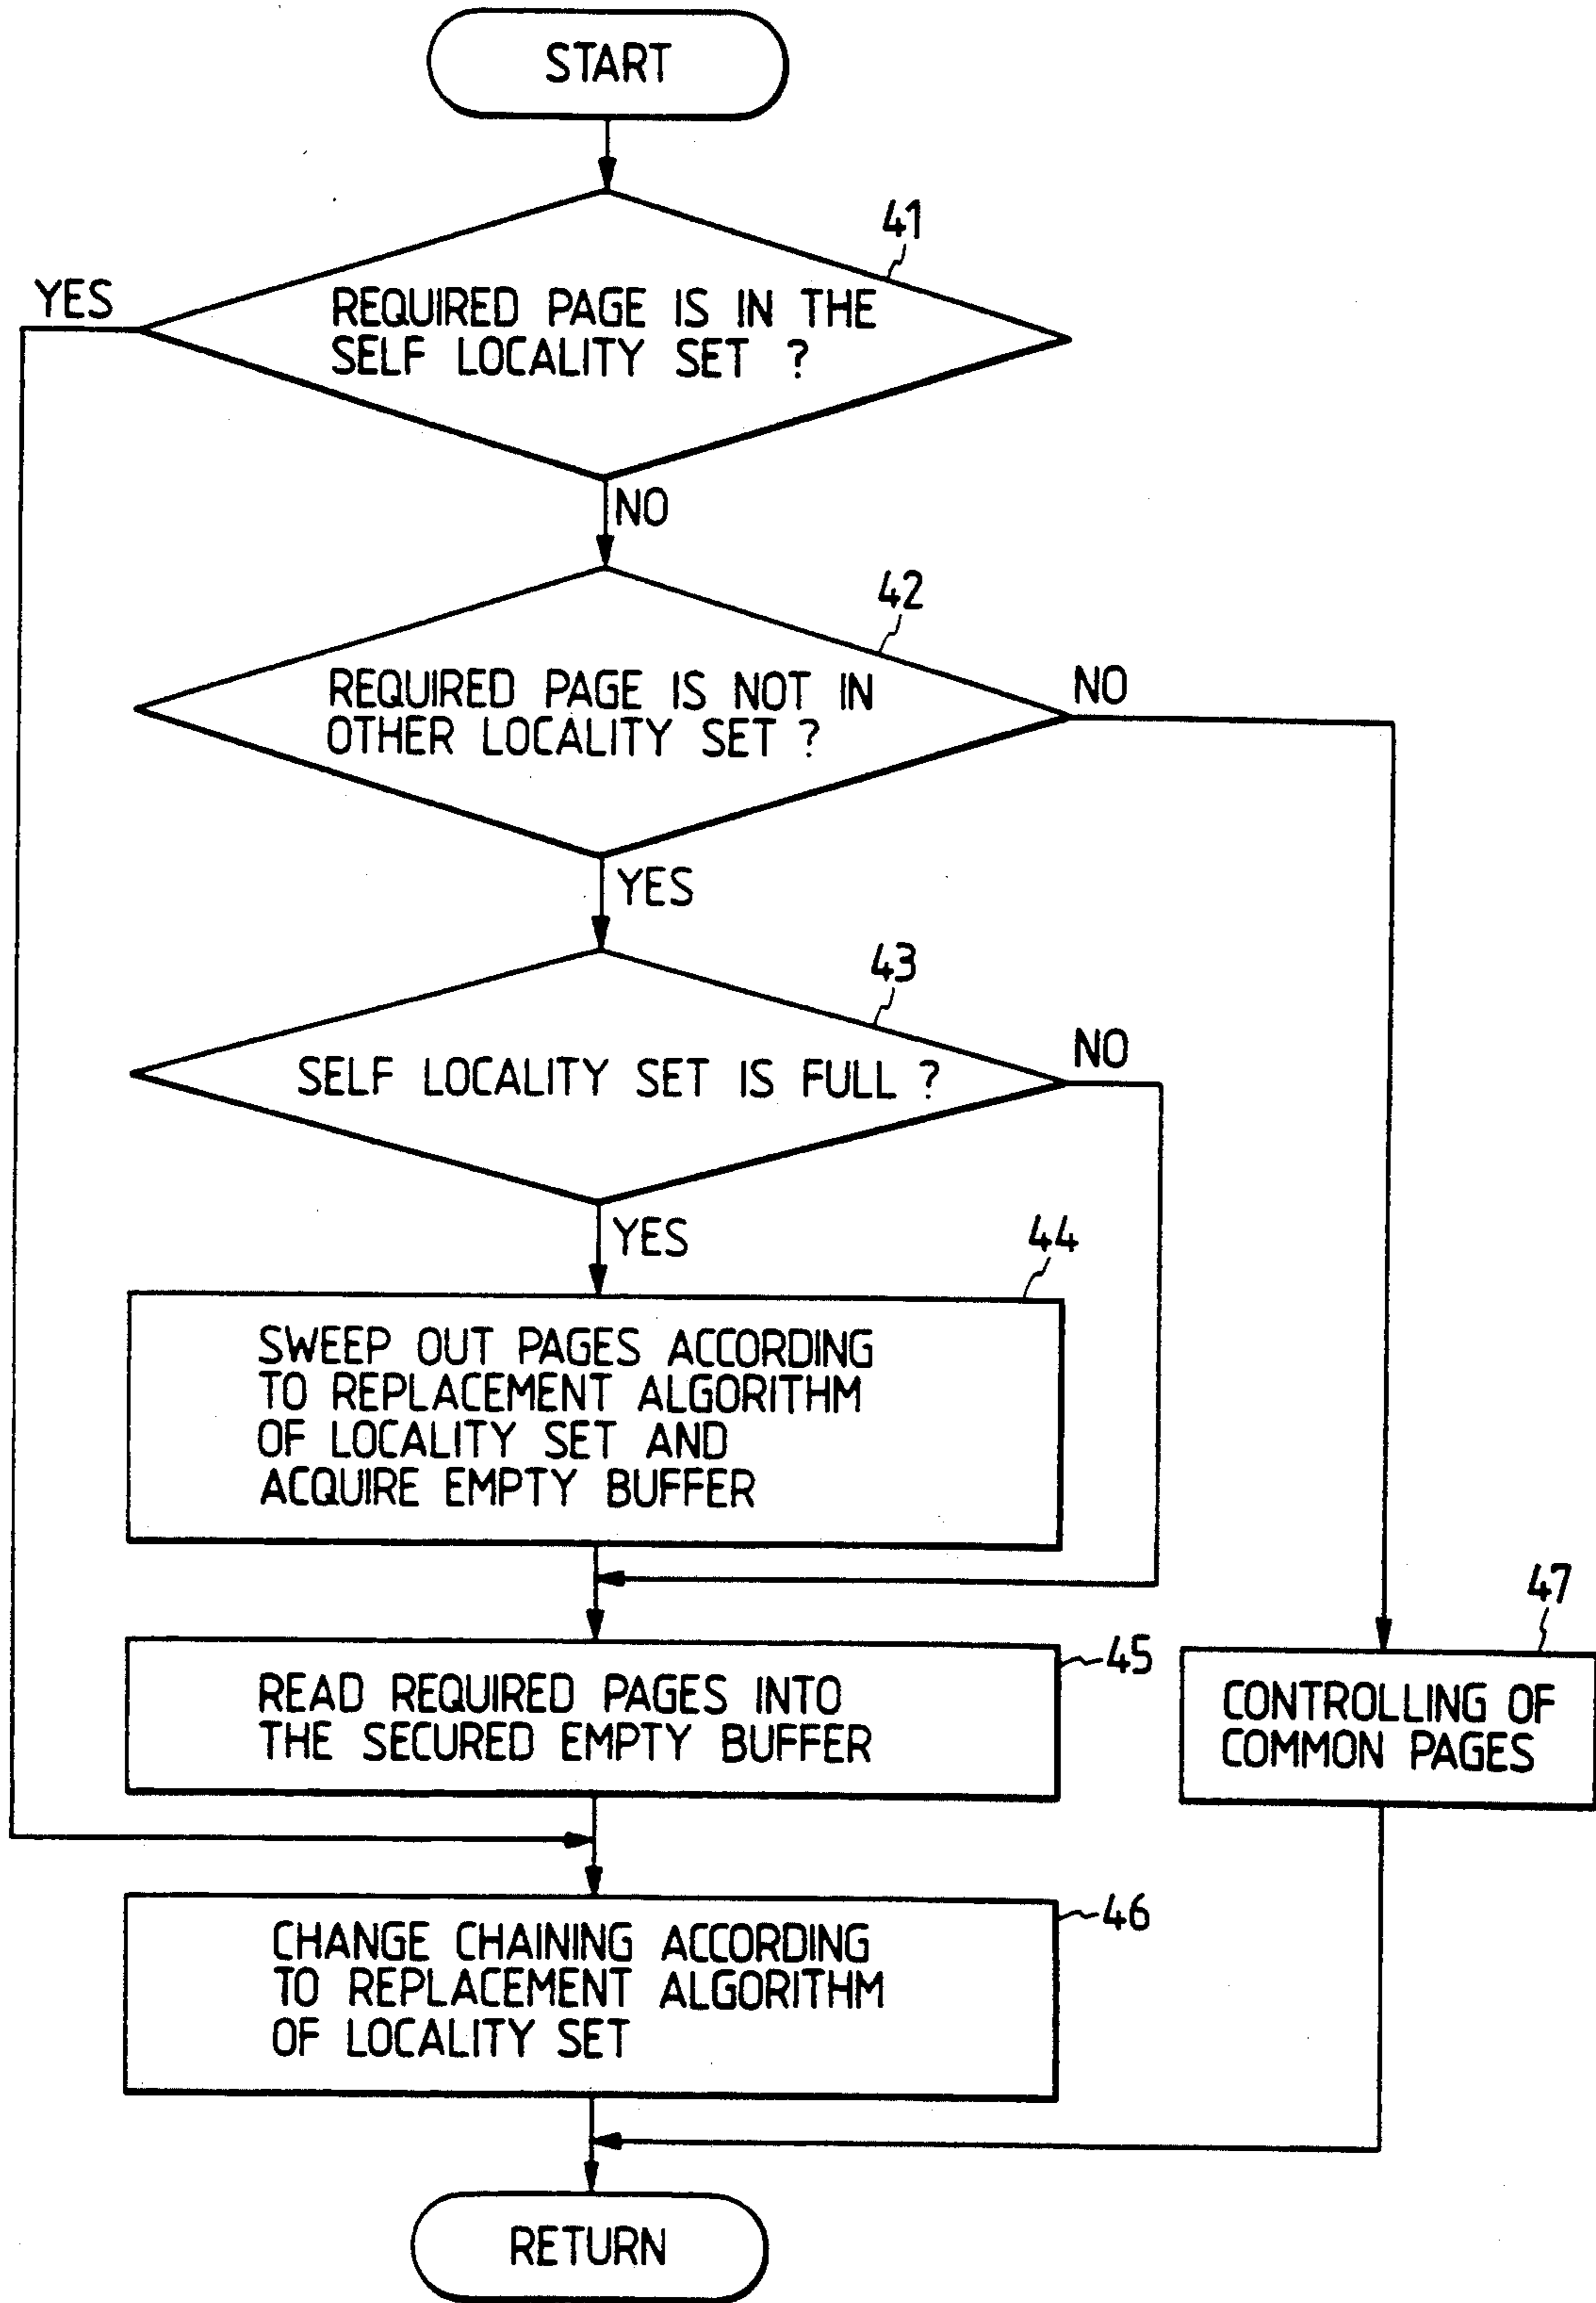 START
41
YES
REQUIRED PAGE IS IN THE
SELF LOCALITY SET ?
NO
42
REQUIRED PAGE IS NOT IN
OTHER LOCALITY SET ?
NO
YES
43
SELF LOCALITY SET IS FULL ?
NO
YES
44
SWEEP OUT PAGES ACCORDING
TO REPLACEMENT ALGORITHM
OF LOCALITY SET AND
ACQUIRE EMPTY BUFFER
45
READ REQUIRED PAGES INTO
THE SECURED EMPTY BUFFER
47
CONTROLLING OF
COMMON PAGES
46
CHANGE CHAINING ACCORDING
TO REPLACEMENT ALGORITHM
OF LOCALITY SET
RETURN